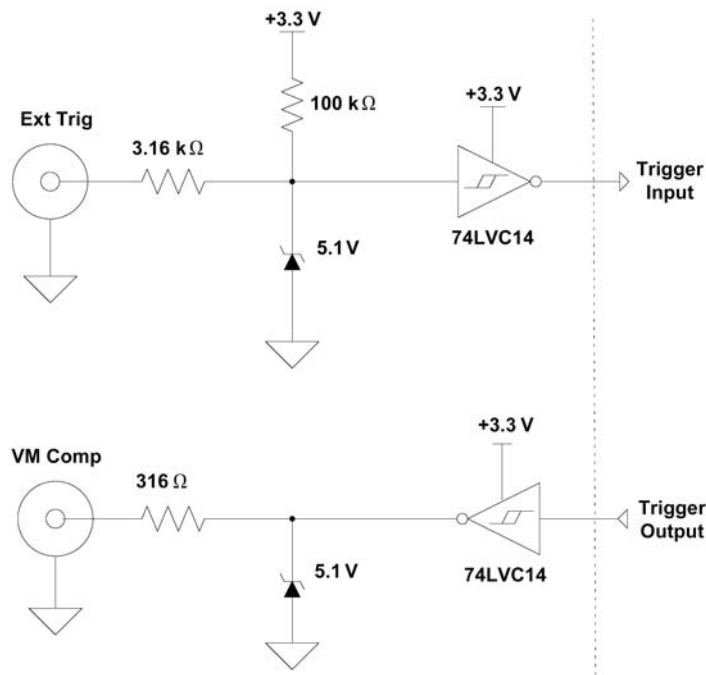 +3.3 V
100 kΩ
Ext Trig
3.16 kΩ
+3.3 V
Trigger
Input
74LVC14
5.1 V
+3.3 V
VM Comp
316 Ω
Trigger
Output
5.1 V
74LVC14